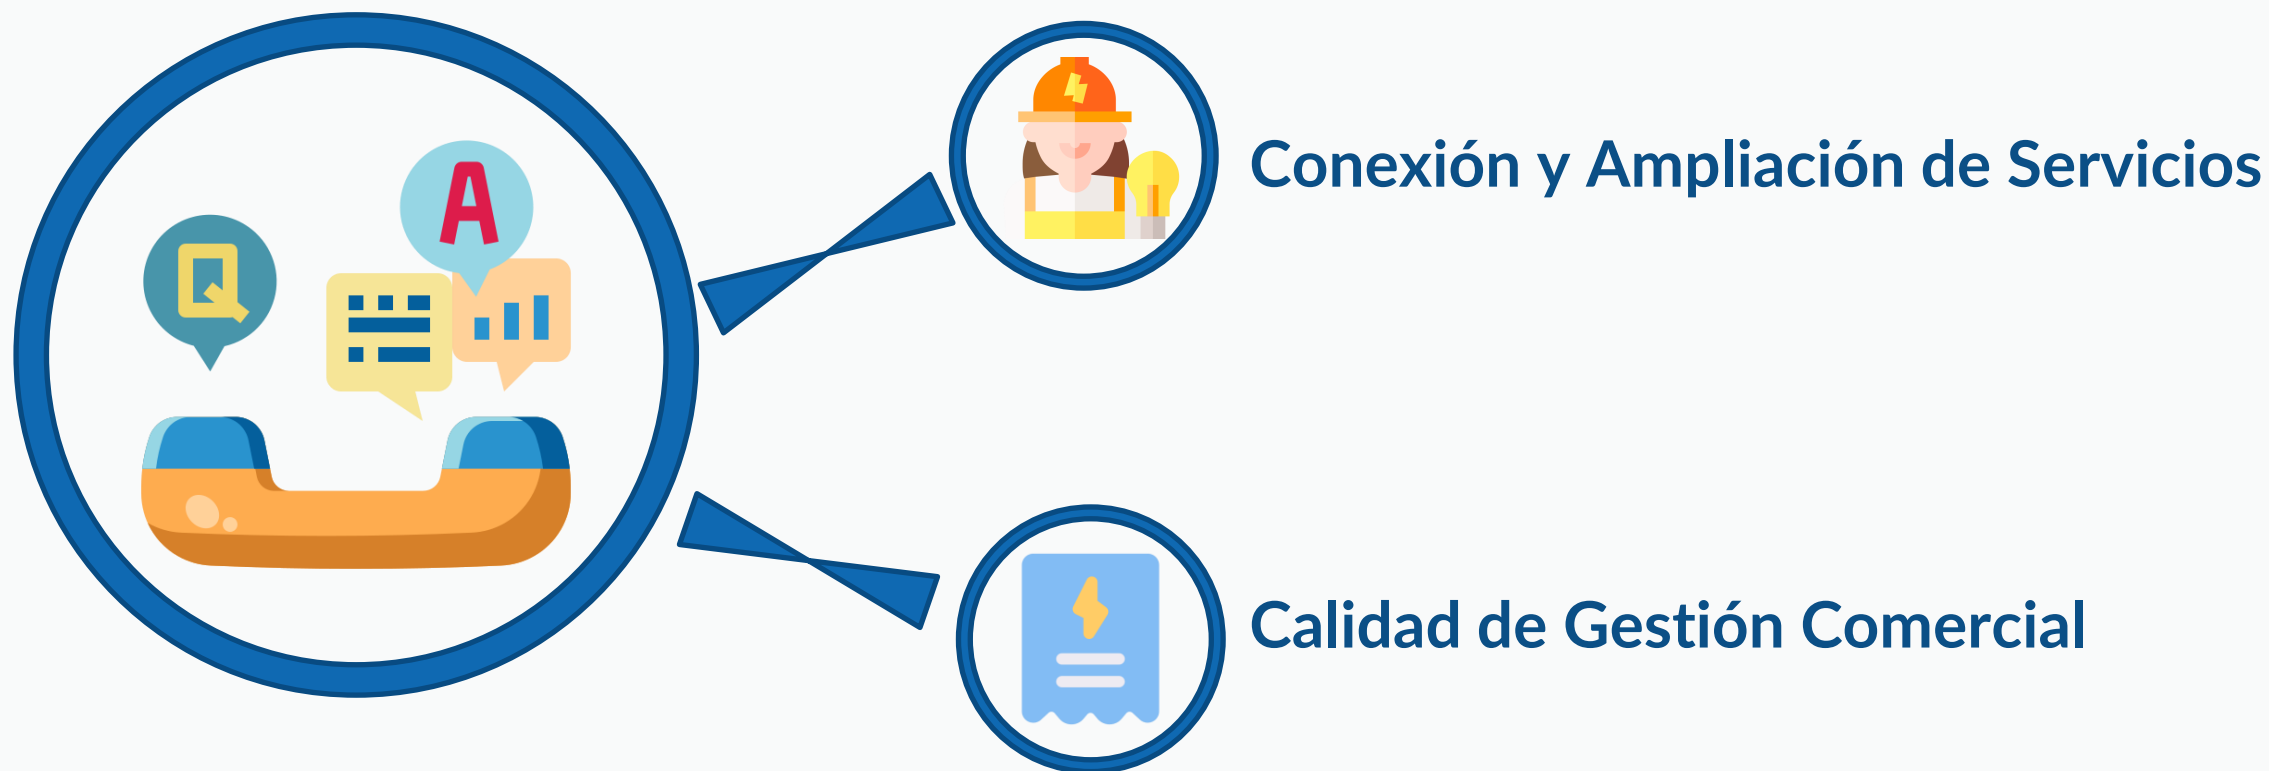 A
Q
Conexión y Ampliación de Servicios
Calidad de Gestión Comercial